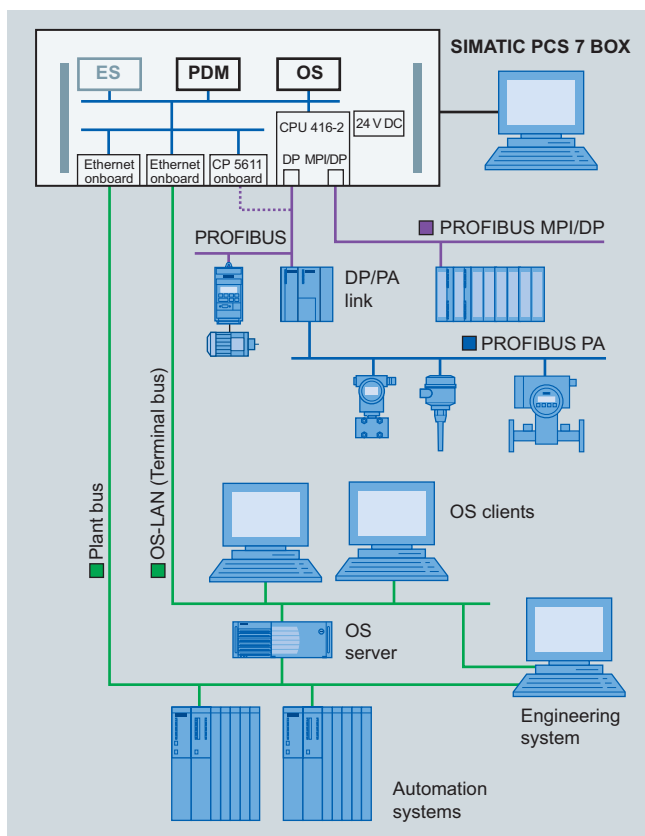 SIMATIC PCS 7 BOX
ES
PDM
OS
CPU 416-2
24 V DC
Ethernet
onboard
Ethernet
onboard
CP 5611
onboard
DP
MPI/DP
PROFIBUS
PROFIBUS MPI/DP
DP/PA
link
PROFIBUS PA
Plant bus
OS-LAN (Terminal bus)
OS clients
OS
server
Engineering
system
Automation
systems